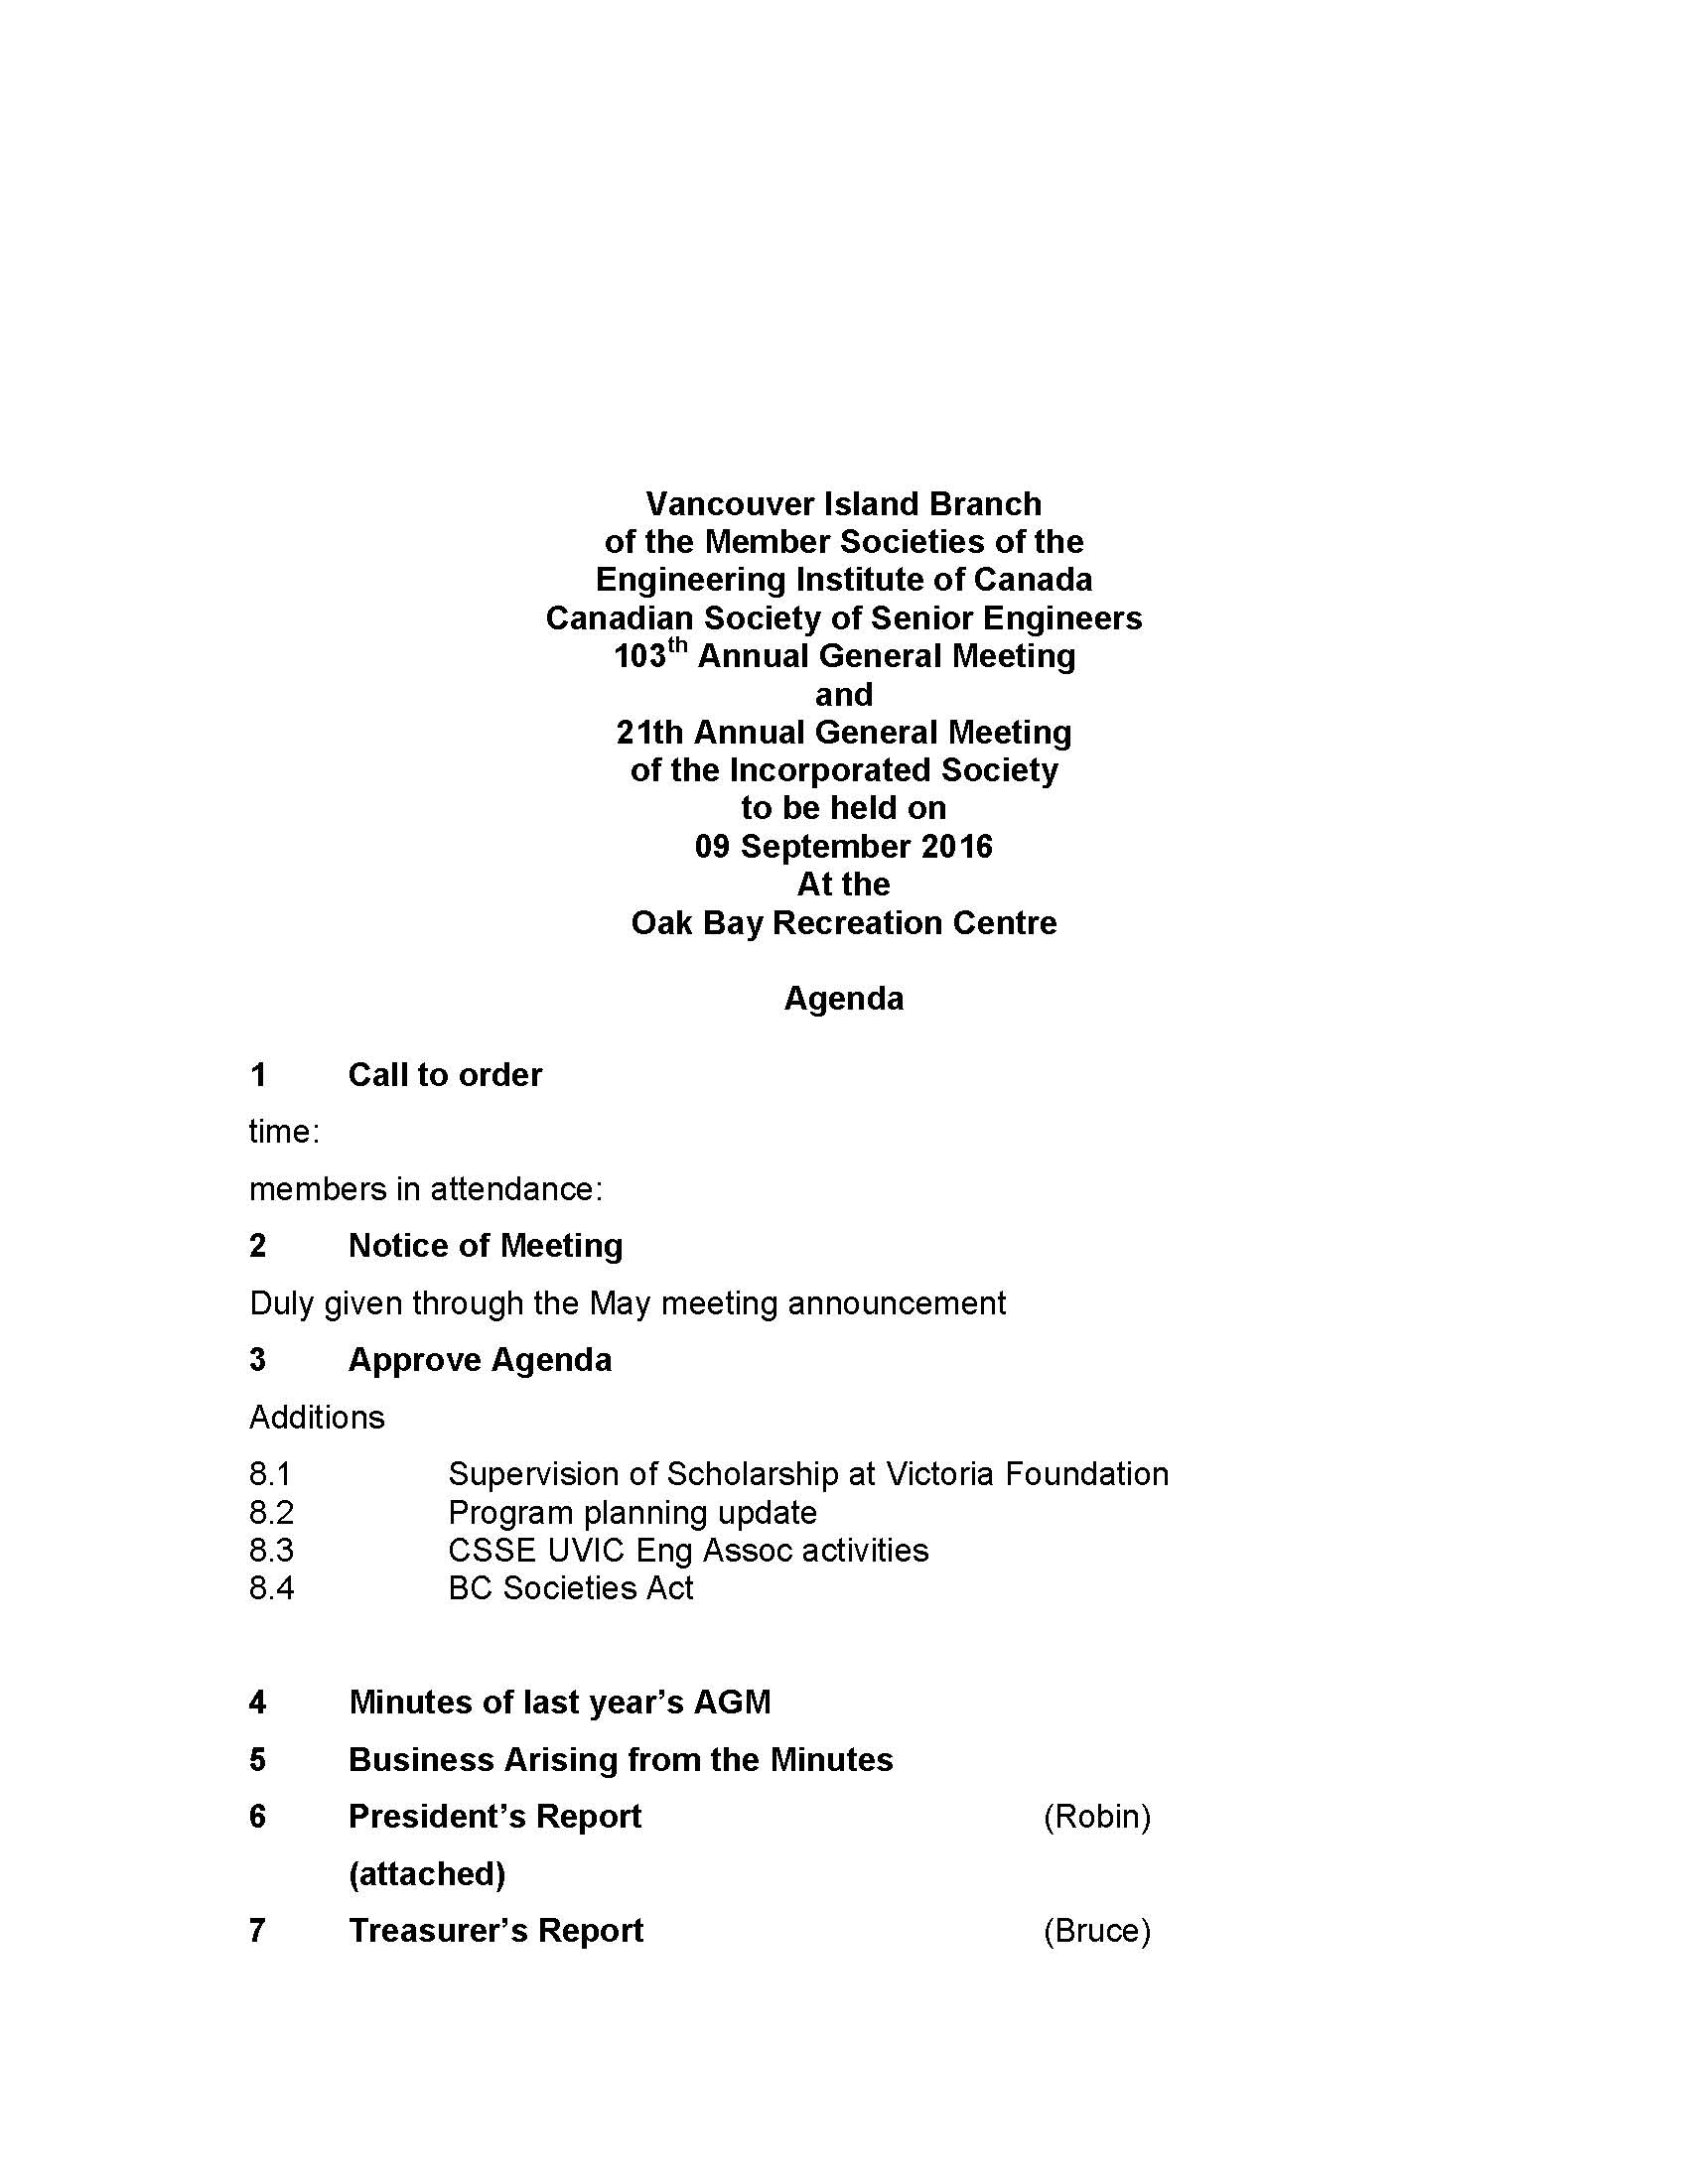 Vancouver Island Branch
of the Member Societies of the
Engineering Institute of Canada
Canadian Society of Senior Engineers
103th Annual General Meeting
and
21th Annual General Meeting
of the Incorporated Society
to be held on
09 September 2016
At the
Oak Bay Recreation Centre
Agenda
1 Call to order
time:
members in attendance:
2 Notice of Meeting
Duly given through the May meeting announcement
3 Approve Agenda
Additions
8.1 Supervision of Scholarship at Victoria Foundation
8.2 Program planning update
8.3 CSSE UVIC Eng Assoc activities
8.4 BC Societies Act
4 Minutes of last year’s AGM
5 Business Arising from the Minutes
6 President’s Report (Robin)
(attached)
7 Treasurer’s Report (Bruce)